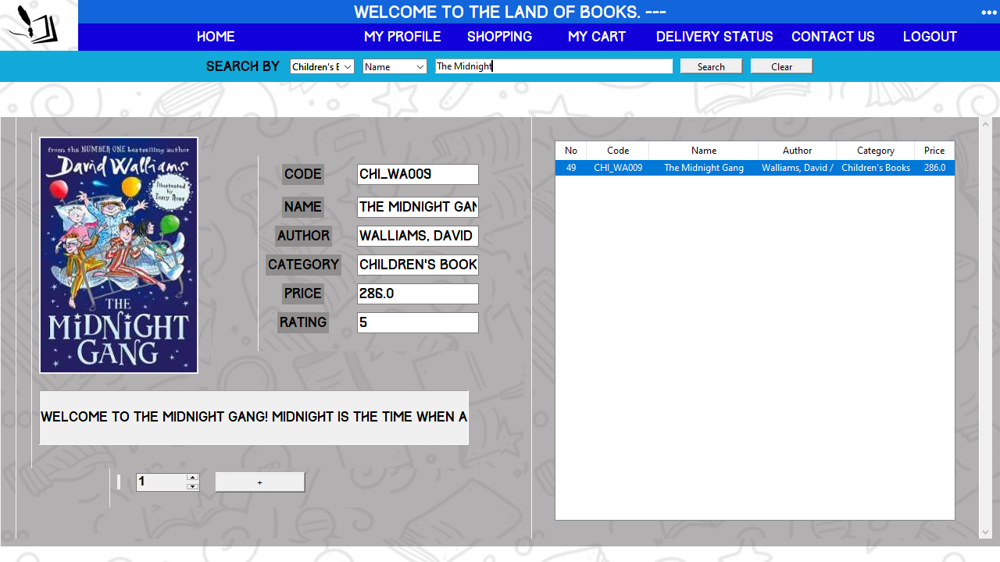 WELCOME TO THE LAND OF BOOKS. ---
HOME MY PROFILE SHOPPING MY CART DELIVERY STATUS CONTACT US LOGOUT
SEARCH BY Children's B Name The Midnight Search Clear
from the NUMBER ONE bestselling author
David Walliams
Illustrated
by
Tony Ross
THE
MIDNIGHT
GANG
CODE CHI_WA009
NAME THE MIDNIGHT GAN
AUTHOR WALLIAMS, DAVID
CATEGORY CHILDREN'S BOOK
PRICE 286.0
RATING 5
WELCOME TO THE MIDNIGHT GANG! MIDNIGHT IS THE TIME WHEN A
1 +
No Code Name Author Category Price
49 CHI_WA009 The Midnight Gang Walliams, David / Children's Books 286.0